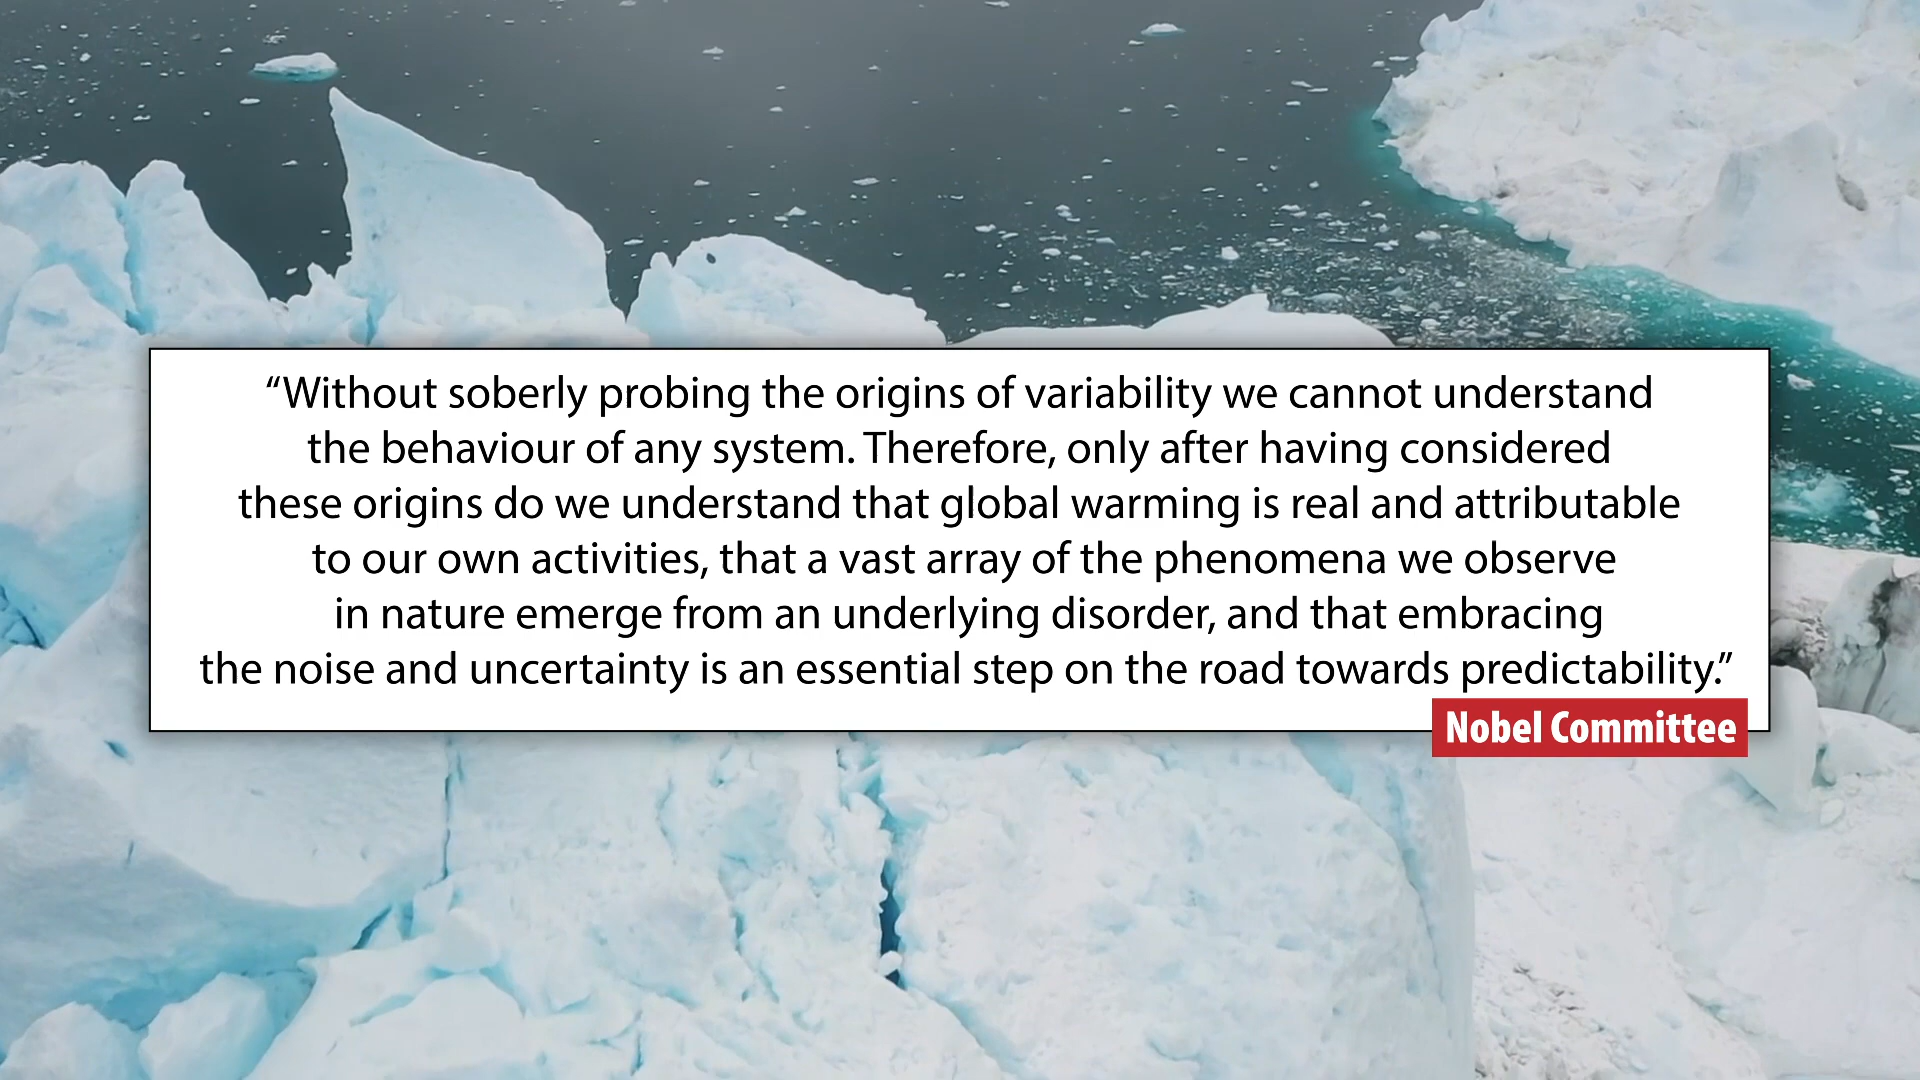 “Without soberly probing the origins of variability we cannot understand
the behaviour of any system. Therefore, only after having considered
these origins do we understand that global warming is real and attributable
to our own activities, that a vast array of the phenomena we observe
in nature emerge from an underlying disorder, and that embracing
the noise and uncertainty is an essential step on the road towards predictability.”
Nobel Committee